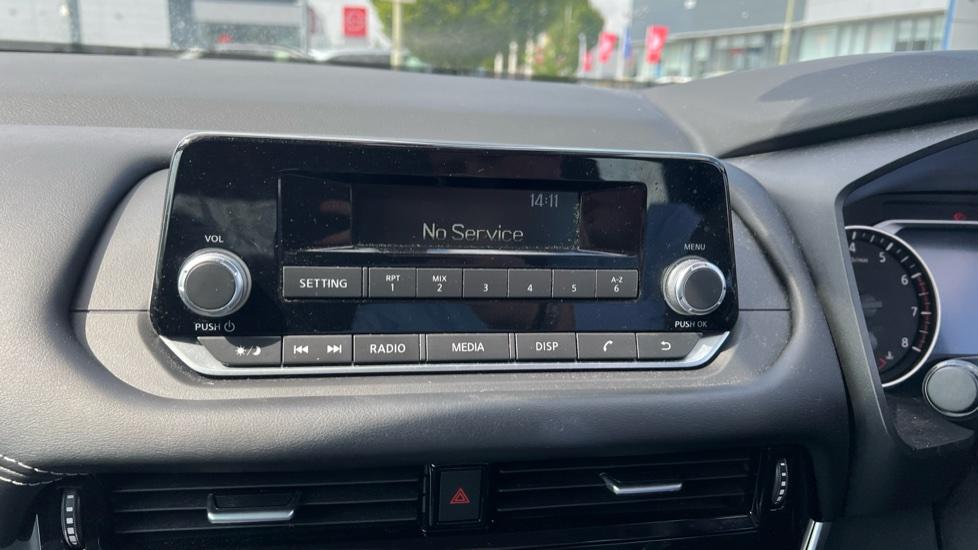 14:11
No Service
VOL
MENU
SETTING
RPT
1
MIX
2
3
4
5
A-Z
6
PUSH
PUSH OK
RADIO
MEDIA
DISP
4
5
6
7
8